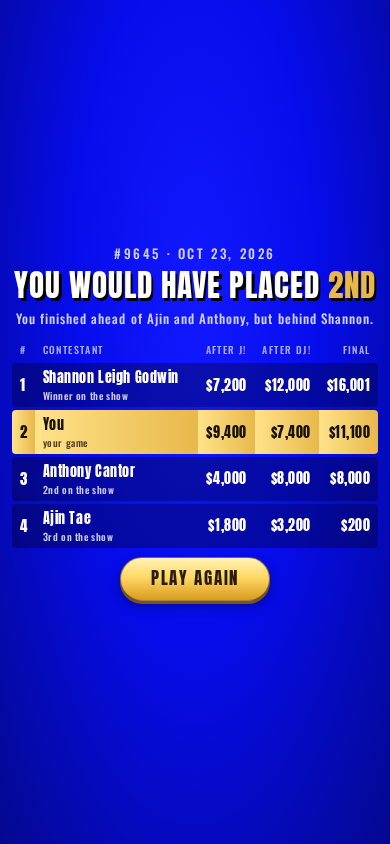 #9645 · OCT 23, 2026
YOU WOULD HAVE PLACED 2ND
You finished ahead of Ajin and Anthony, but behind Shannon.
# CONTESTANT AFTER J! AFTER DJ! FINAL
1 Shannon Leigh Godwin $7,200 $12,000 $16,001
Winner on the show
2 You $9,400 $7,400 $11,100
your game
3 Anthony Cantor $4,000 $8,000 $8,000
2nd on the show
4 Ajin Tae $1,800 $3,200 $200
3rd on the show
PLAY AGAIN